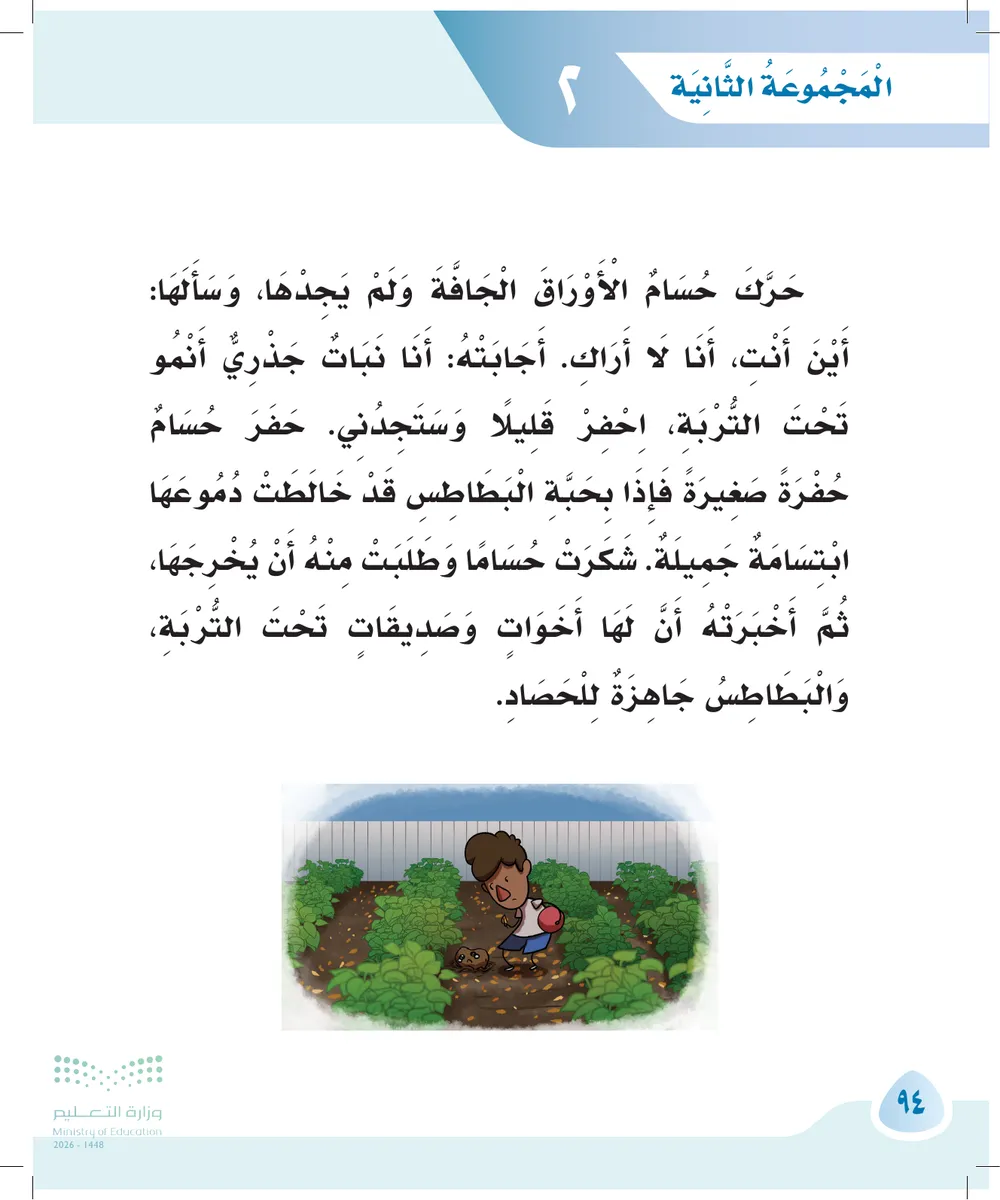 الْمَجْمُوعَةُ الثَّانِيَة
٢
حَرَّكَ حُسَامٌ الْأَوْرَاقَ الْجَافَّةَ وَلَمْ يَجِدْهَا، وَسَأَلَهَا:
أَيْنَ أَنْتِ، أَنَا لَا أَرَاكِ. أَجَابَتْهُ: أَنَا نَبَاتٌ جَذْرِيٌّ أَنْمُو
تَحْتَ التُّرْبَةِ، اِحْفِرْ قَلِيلًا وَسَتَجِدُنِي. حَفَرَ حُسَامٌ
حُفْرَةً صَغِيرَةً فَإِذَا بِحَبَّةِ الْبَطَاطِسِ قَدْ خَالَطَتْ دُمُوعَهَا
ابْتِسَامَةٌ جَمِيلَةٌ. شَكَرَتْ حُسَامًا وَطَلَبَتْ مِنْهُ أَنْ يُخْرِجَهَا،
ثُمَّ أَخْبَرَتْهُ أَنَّ لَهَا أَخَوَاتٍ وَصَدِيقَاتٍ تَحْتَ التُّرْبَةِ،
وَالْبَطَاطِسُ جَاهِزَةٌ لِلْحَصَادِ.
وزارة التعليم
Ministry of Education
2026 - 1448
٩٤